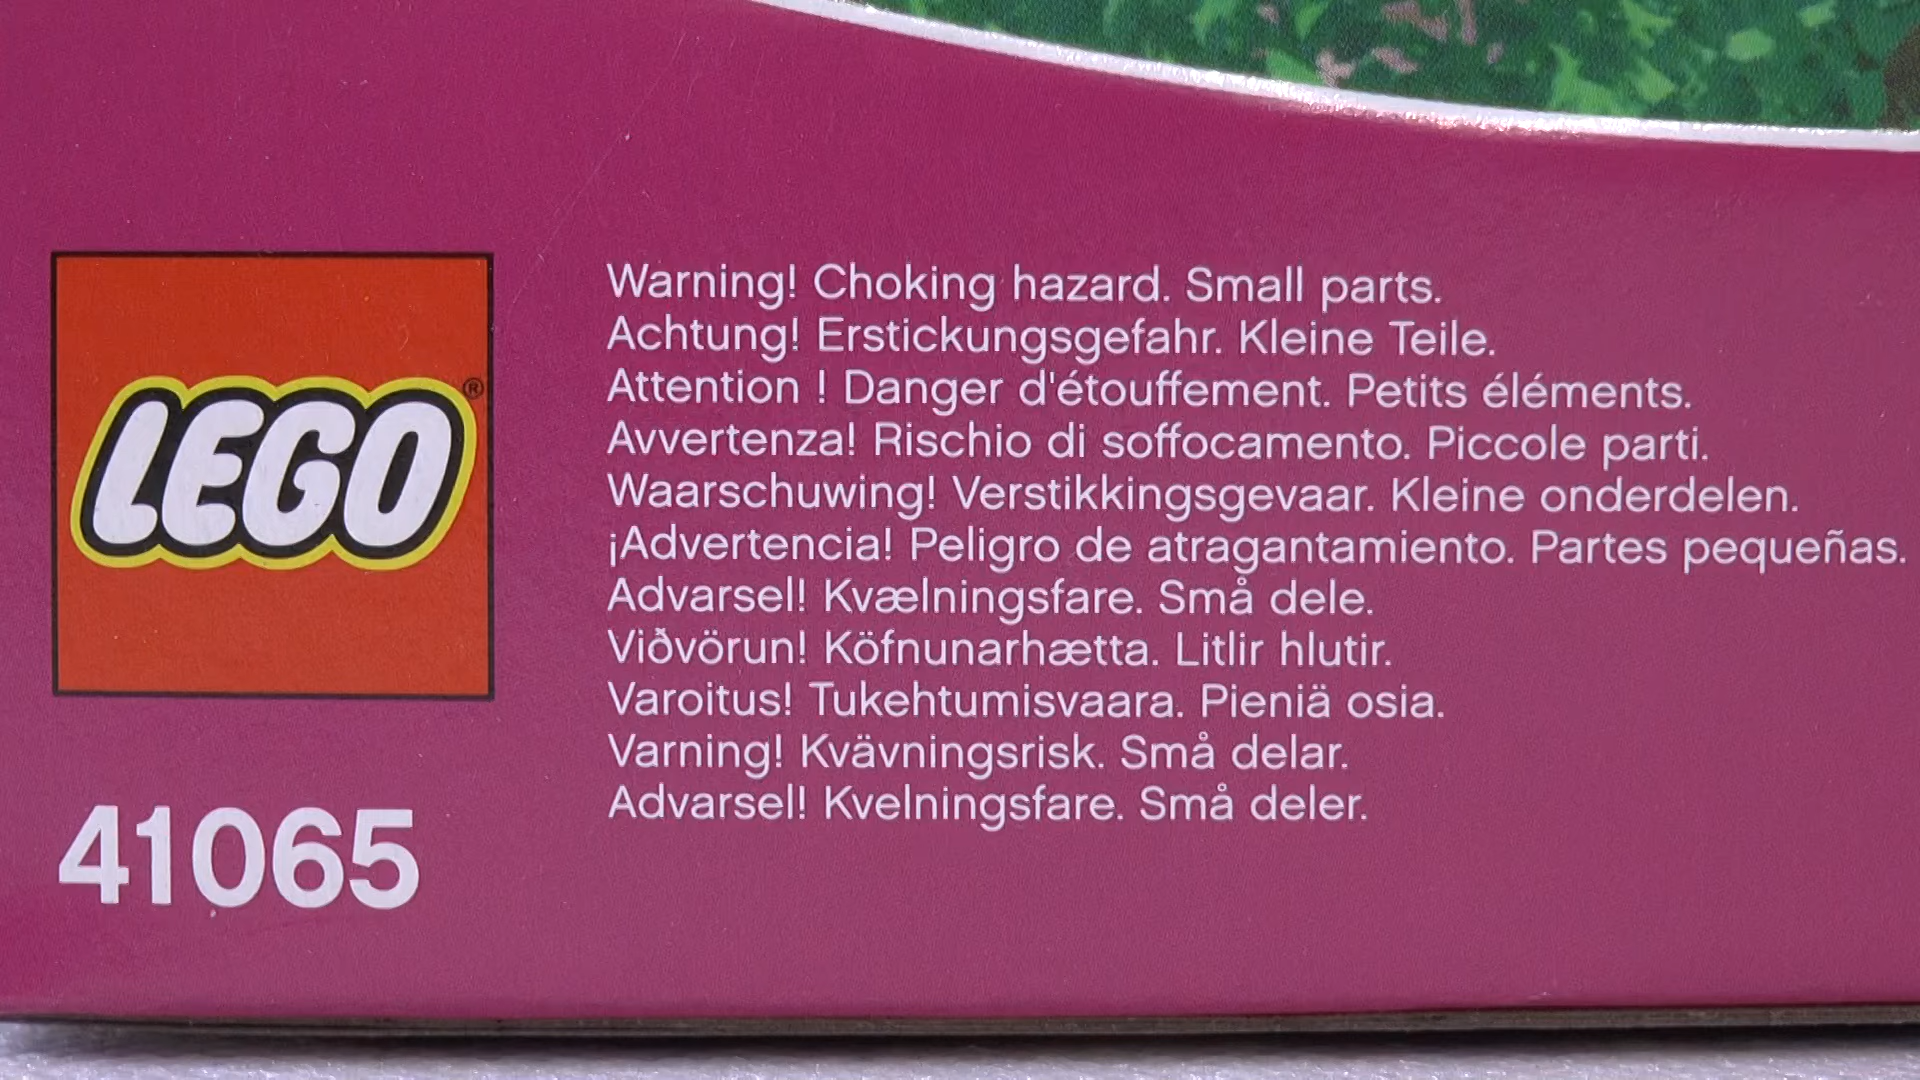 Warning! Choking hazard. Small parts.
Achtung! Erstickungsgefahr. Kleine Teile.
Attention ! Danger d'étouffement. Petits éléments.
Avvertenza! Rischio di soffocamento. Piccole parti.
Waarschuwing! Verstikkingsgevaar. Kleine onderdelen.
¡Advertencia! Peligro de atragantamiento. Partes pequeñas.
Advarsel! Kvælningsfare. Små dele.
Viðvörun! Köfnunarhætta. Litlir hlutir.
Varoitus! Tukehtumisvaara. Pieniä osia.
Varning! Kvävningsrisk. Små delar.
Advarsel! Kvelningsfare. Små deler.
LEGO®
41065